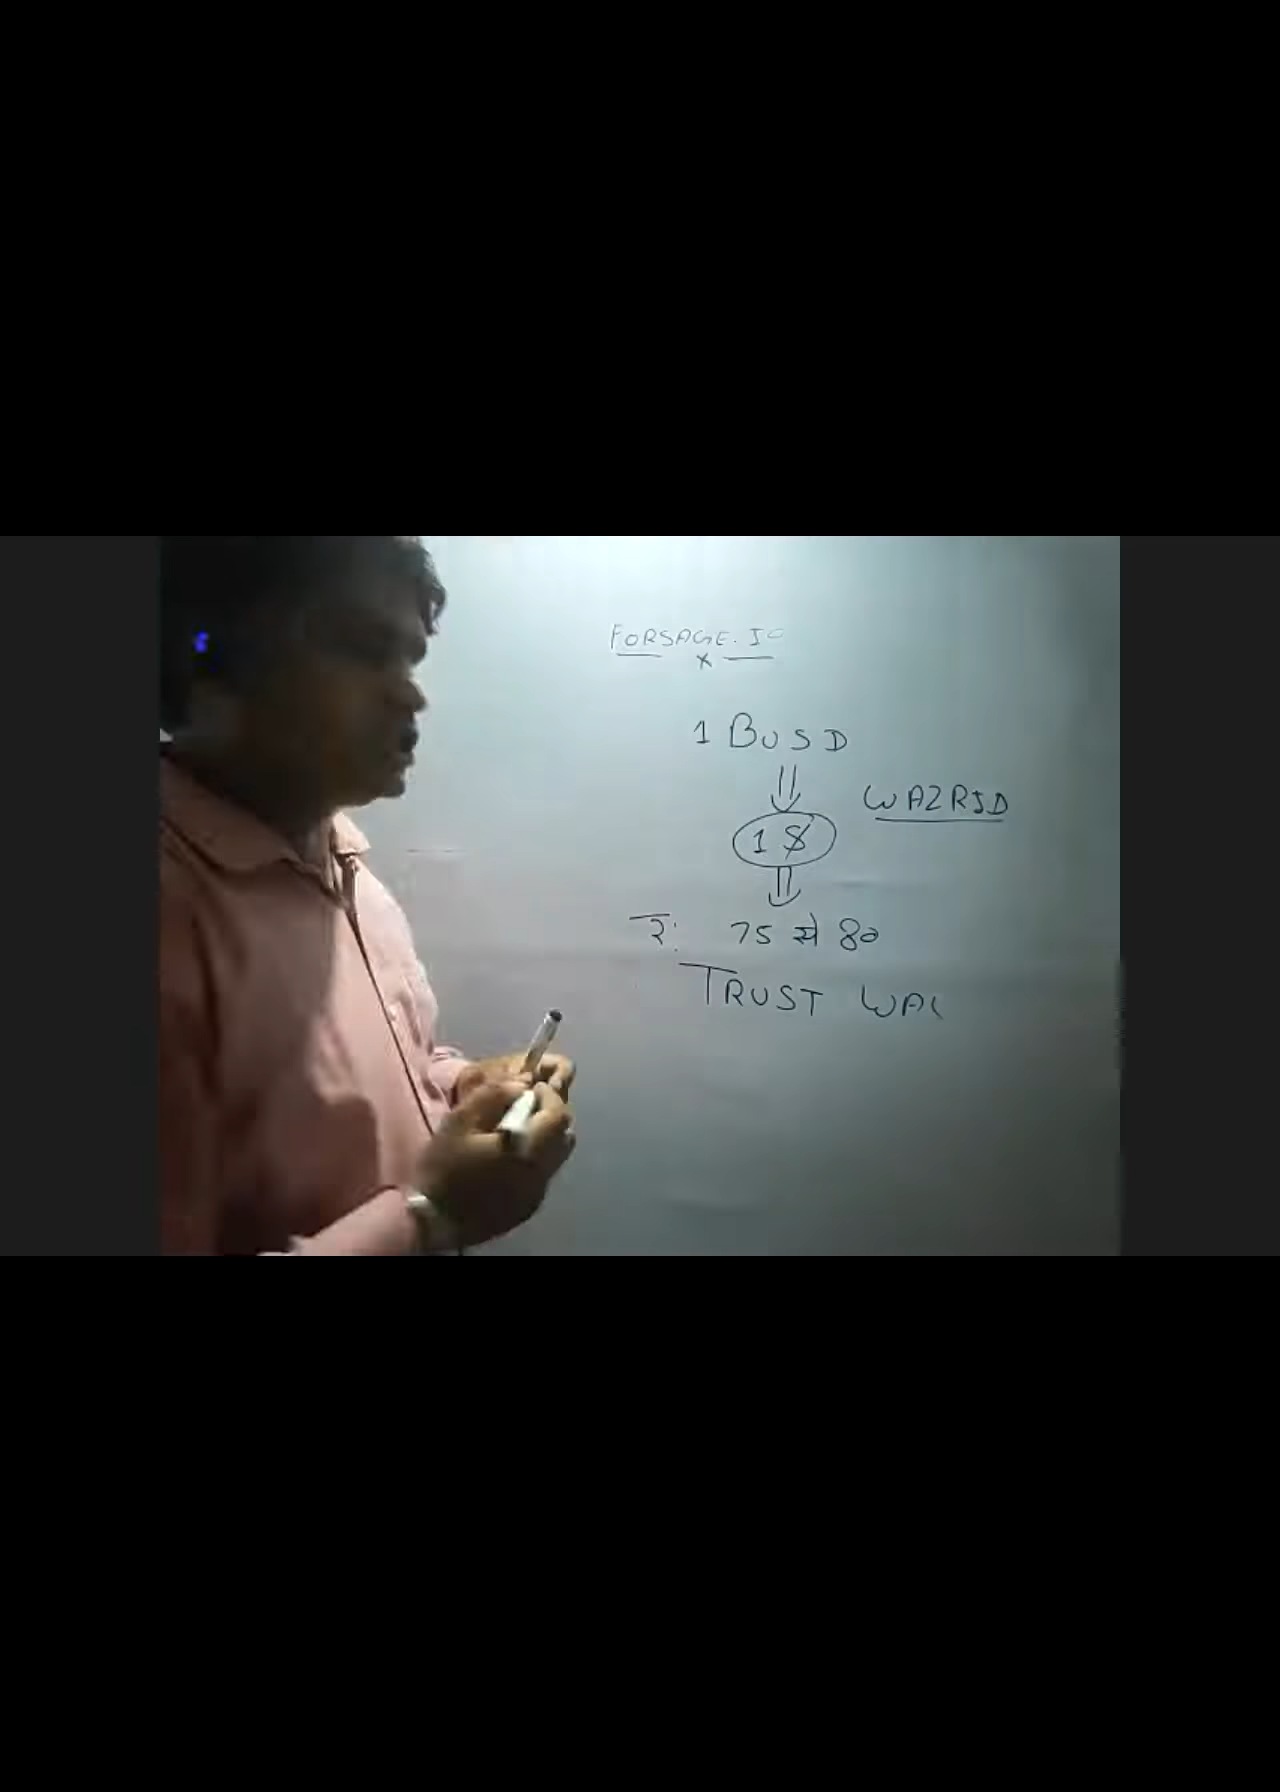 FORSAGE. IO
x
1 BUSD
WAZRID
1 $
रु: 75 से 80
TRUST WAL